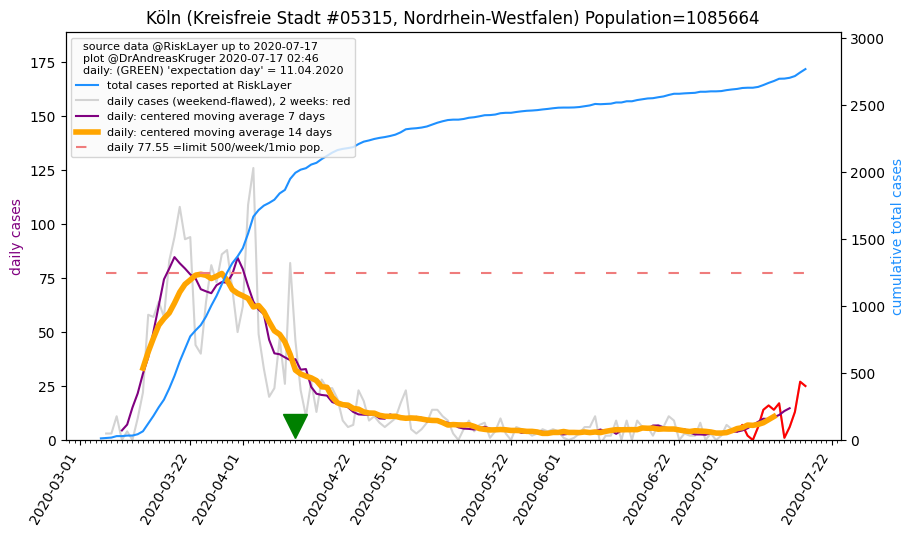 Köln (Kreisfreie Stadt #05315, Nordrhein-Westfalen) Population=1085664
source data @RiskLayer up to 2020-07-17
plot @DrAndreasKruger 2020-07-17 02:46
daily: (GREEN) 'expectation day' = 11.04.2020
total cases reported at RiskLayer
daily cases (weekend-flawed), 2 weeks: red
daily: centered moving average 7 days
daily: centered moving average 14 days
daily 77.55 =limit 500/week/1mio pop.
daily cases
175
150
125
100
75
50
25
0
cumulative total cases
3000
2500
2000
1500
1000
500
0
2020-03-01
2020-03-22
2020-04-01
2020-04-22
2020-05-01
2020-05-22
2020-06-01
2020-06-22
2020-07-01
2020-07-22